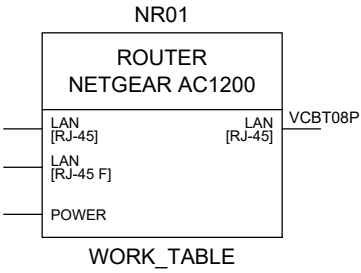 NR01
ROUTER
NETGEAR AC1200
LAN
[RJ-45]
LAN
[RJ-45]
VCBT08P
LAN
[RJ-45 F]
POWER
WORK_TABLE